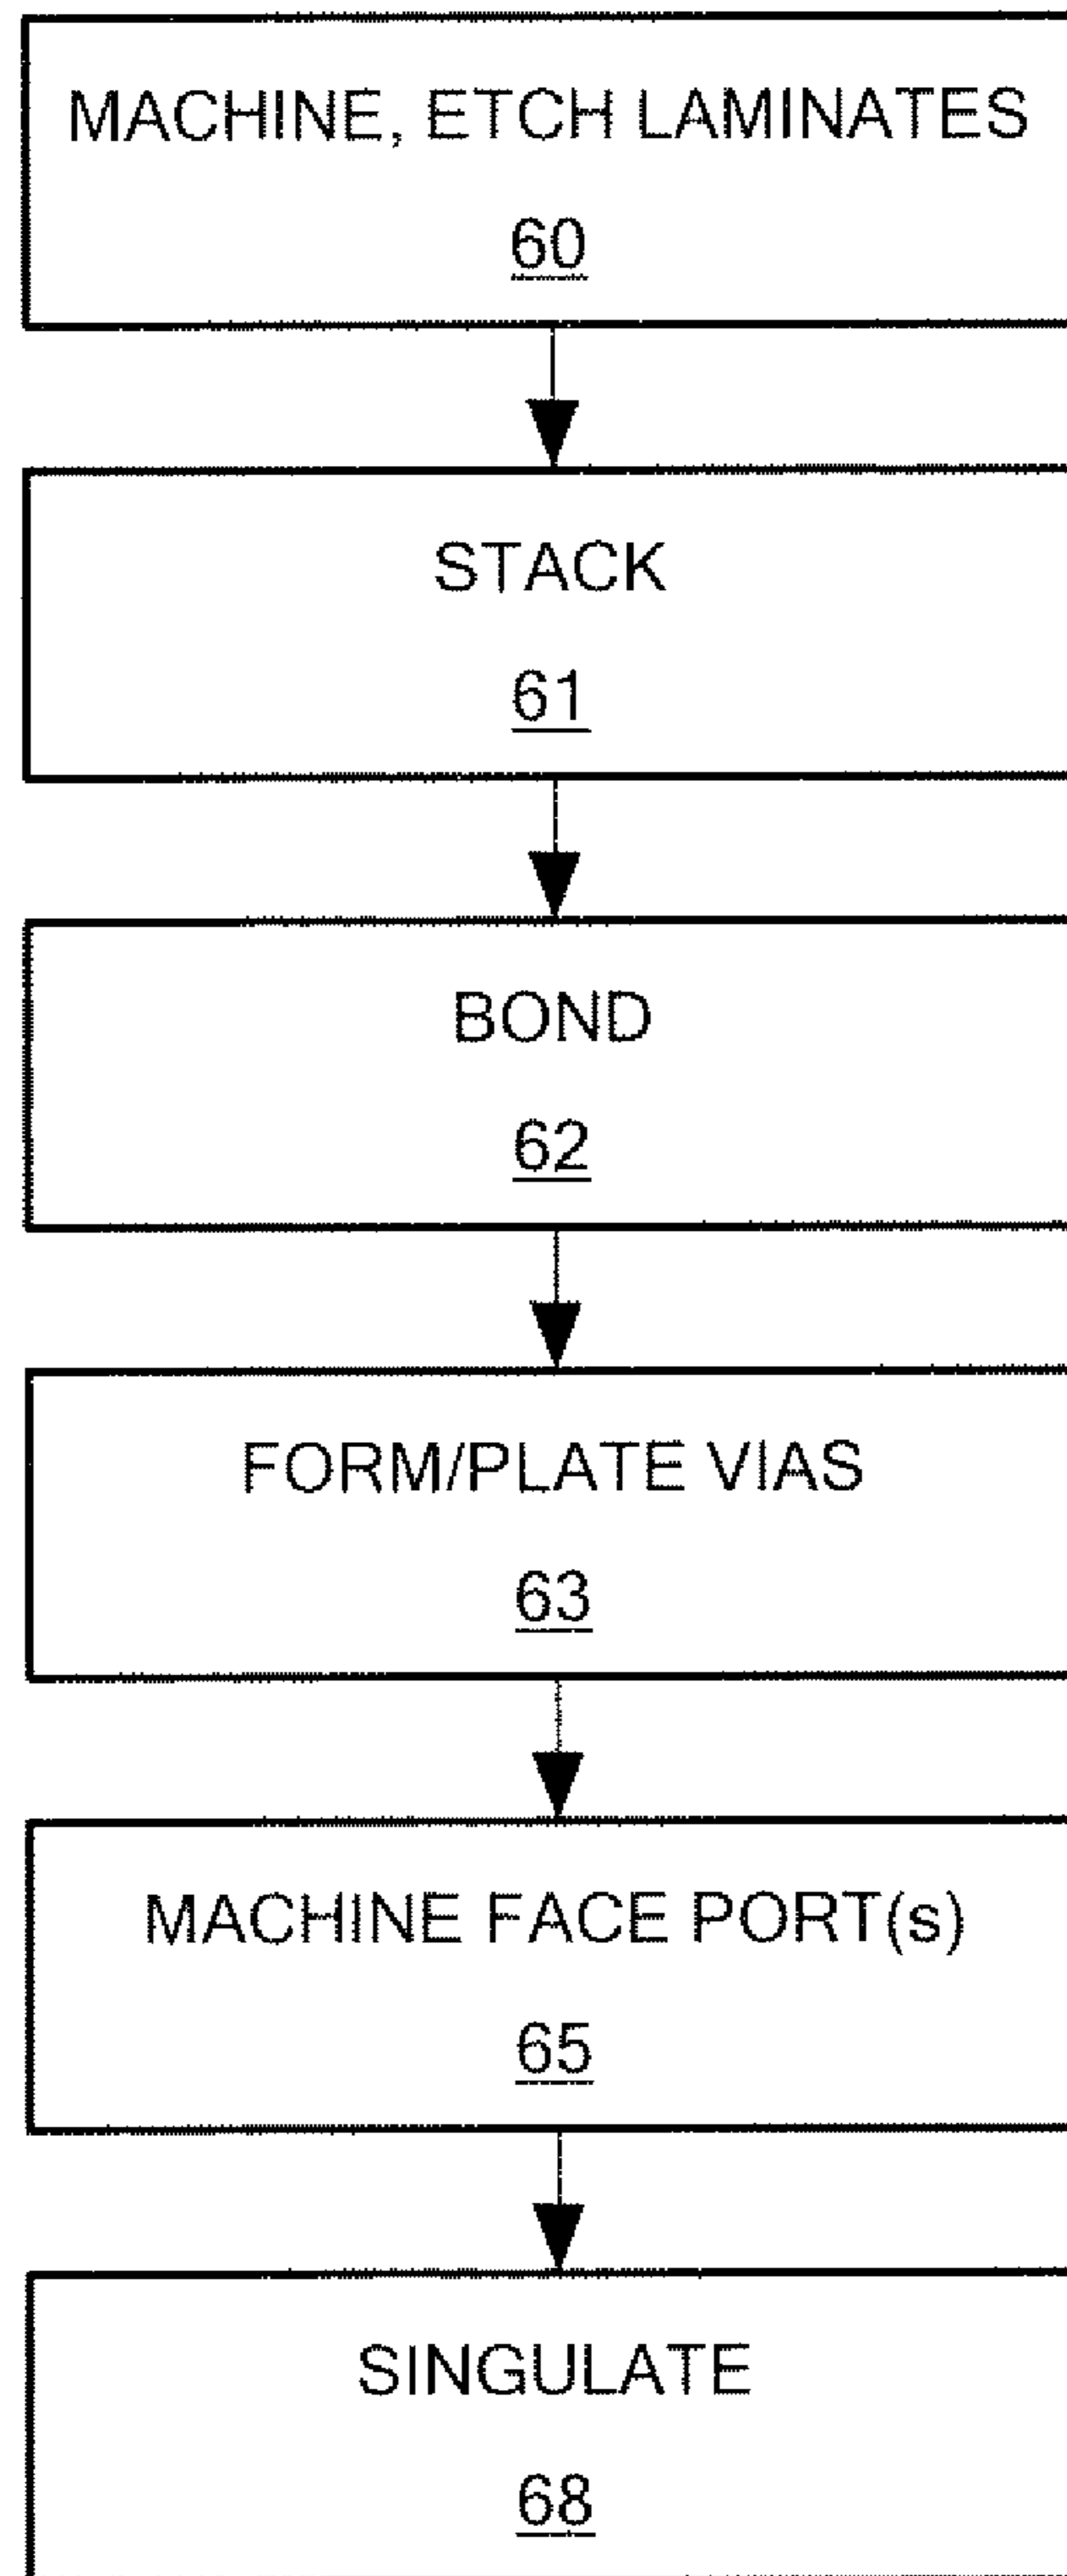 MACHINE, ETCH LAMINATES
60
STACK
61
BOND
62
FORM/PLATE VIAS
63
MACHINE FACE PORT(s)
65
SINGULATE
68